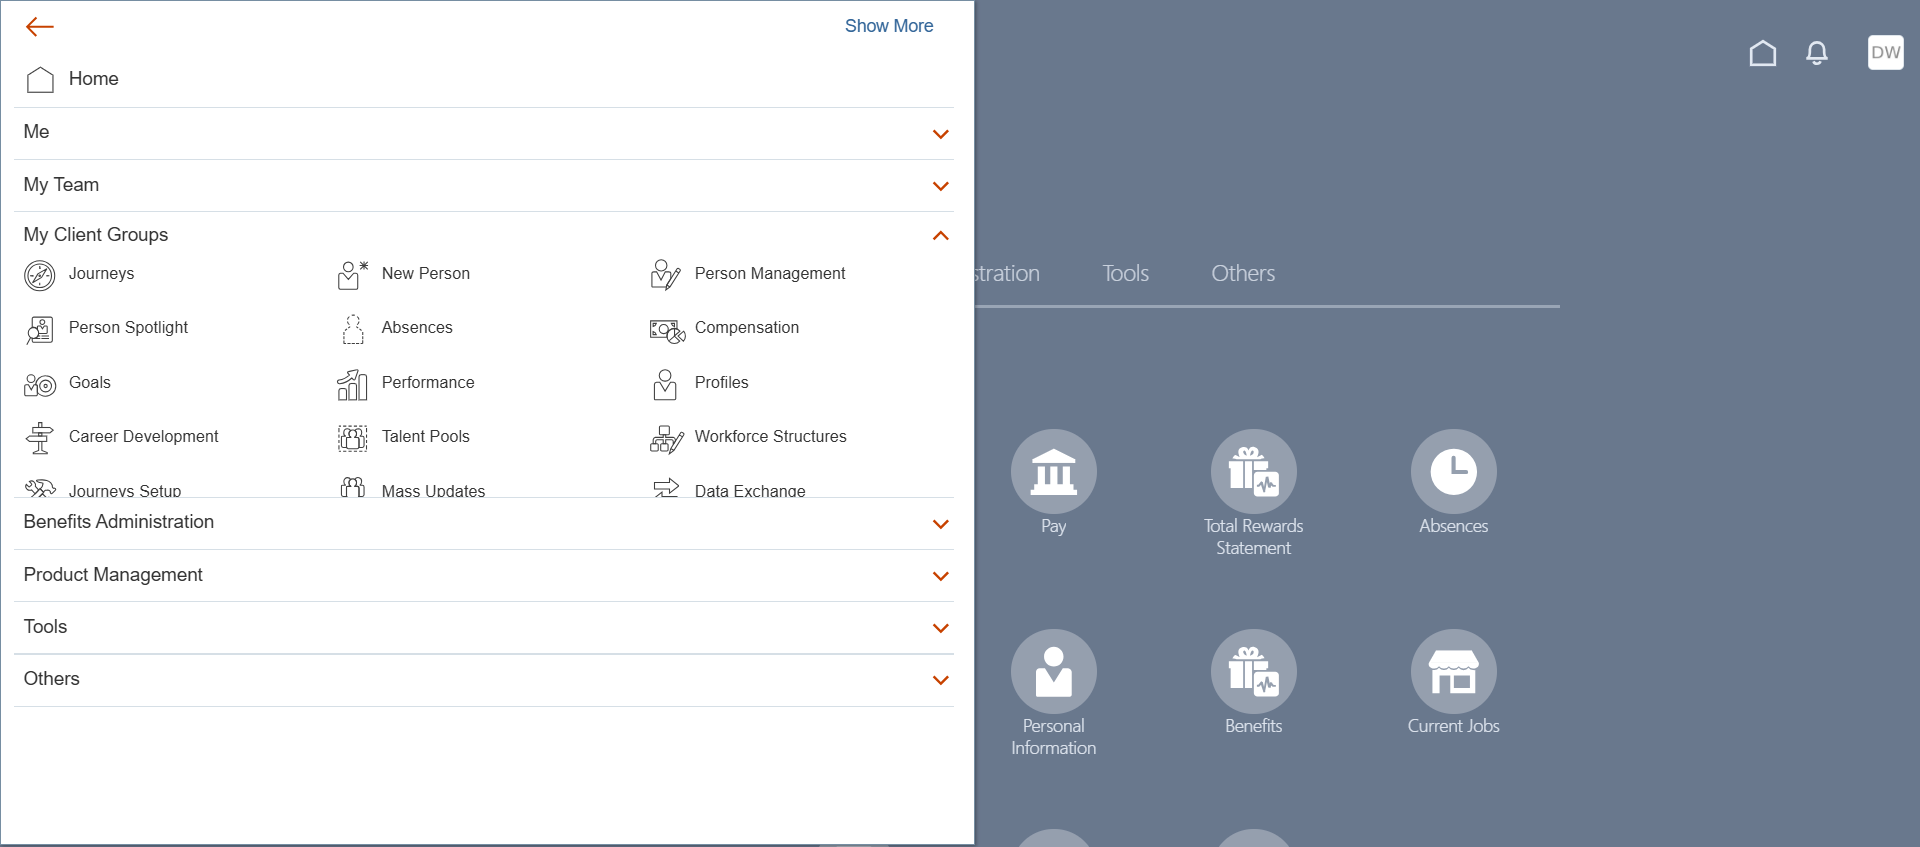 Show More
DW
Home
Me
My Team
My Client Groups
Journeys
New Person
Person Management
Person Spotlight
Absences
Compensation
Goals
Performance
Profiles
Career Development
Talent Pools
Workforce Structures
Journeys Setup
Mass Updates
Data Exchange
Benefits Administration
Product Management
Tools
Others
stration
Tools
Others
Pay
Total Rewards
Statement
Absences
Personal
Information
Benefits
Current Jobs